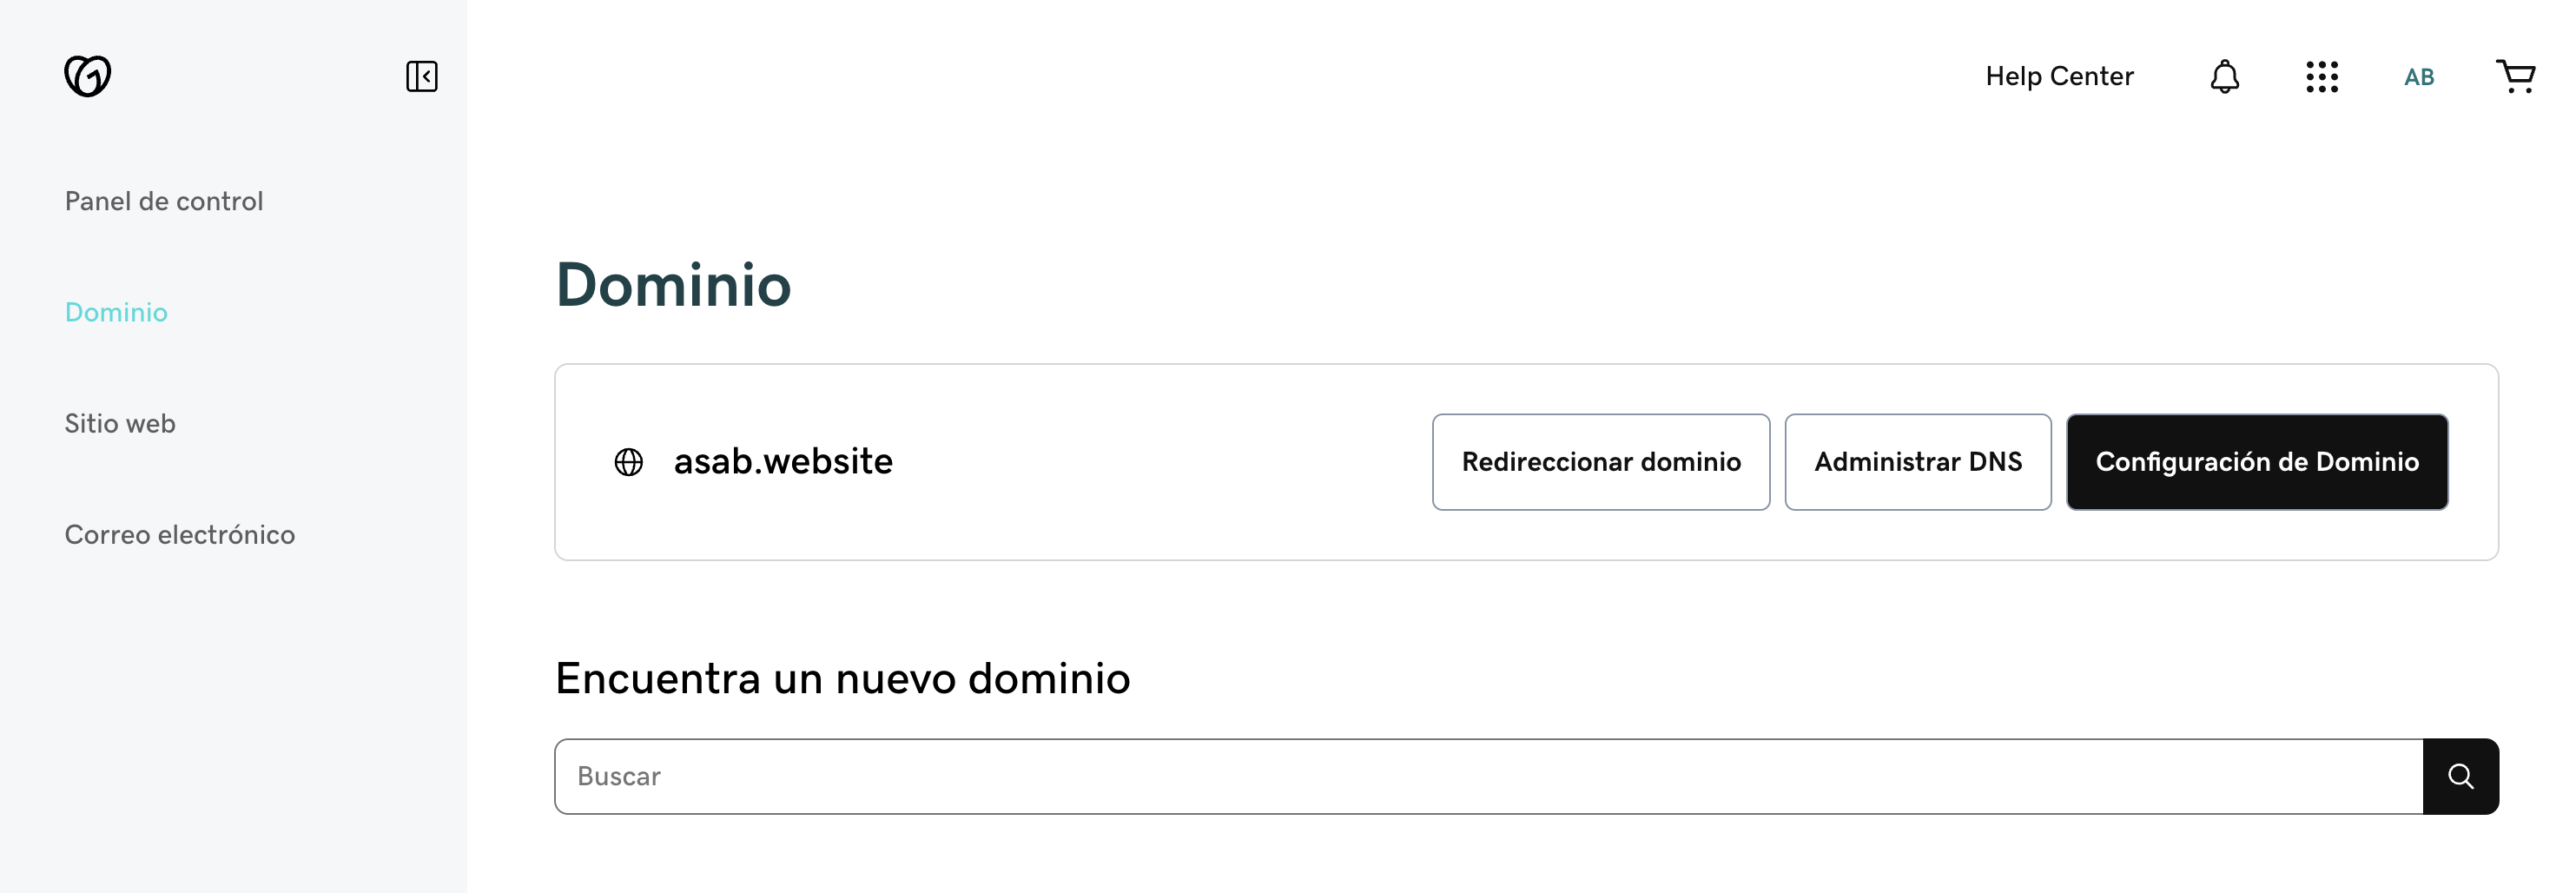 Help Center
AB
Panel de control
Dominio
Sitio web
Correo electrónico
Dominio
asab.website
Redireccionar dominio
Administrar DNS
Configuración de Dominio
Encuentra un nuevo dominio
Buscar